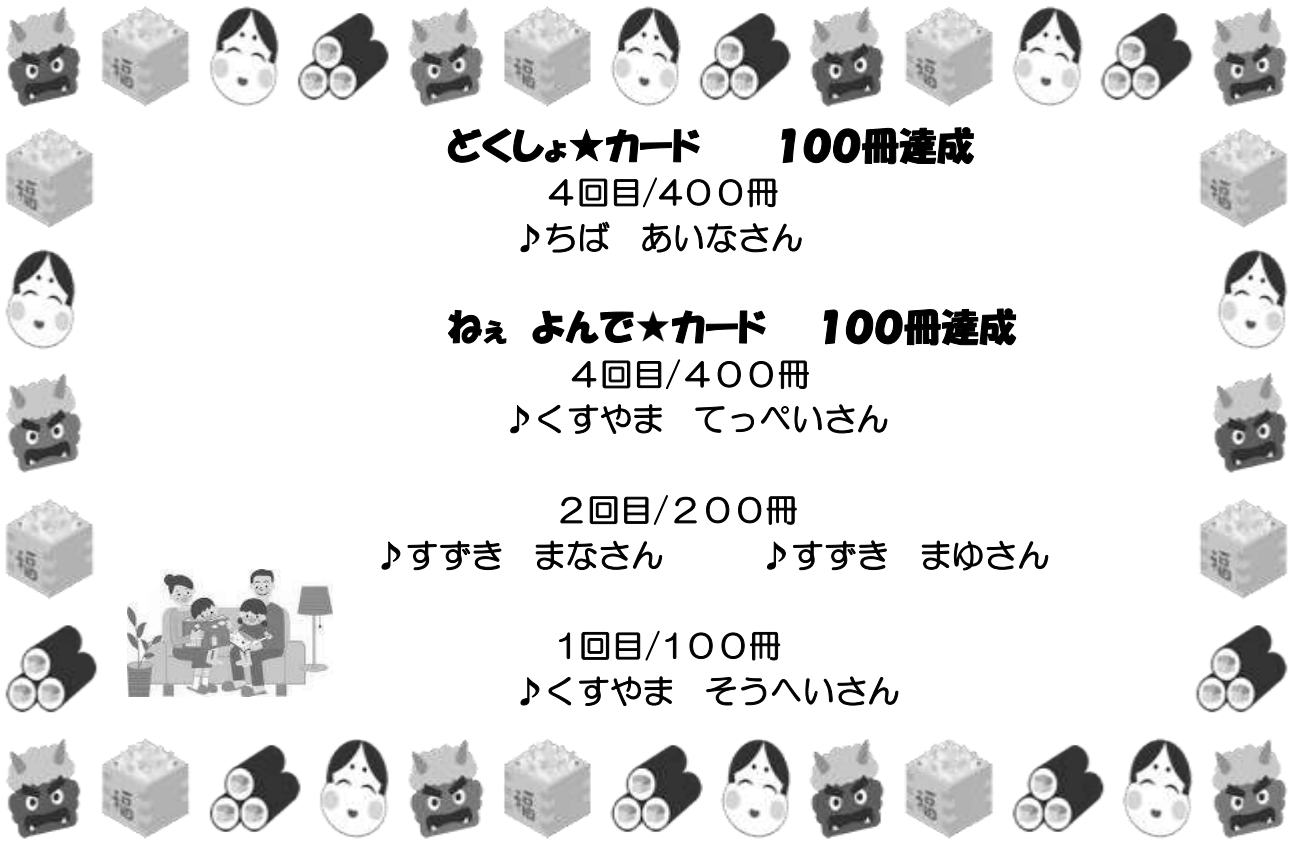 どくしょ★カード　　100冊達成
４回目/４００冊
♪ちば　あいなさん
ねぇ　よんで★カード　　100冊達成
４回目/４００冊
♪くすやま　てっぺいさん
２回目/２００冊
♪すずき　まなさん　　　♪すずき　まゆさん
１回目/１００冊
♪くすやま　そうへいさん